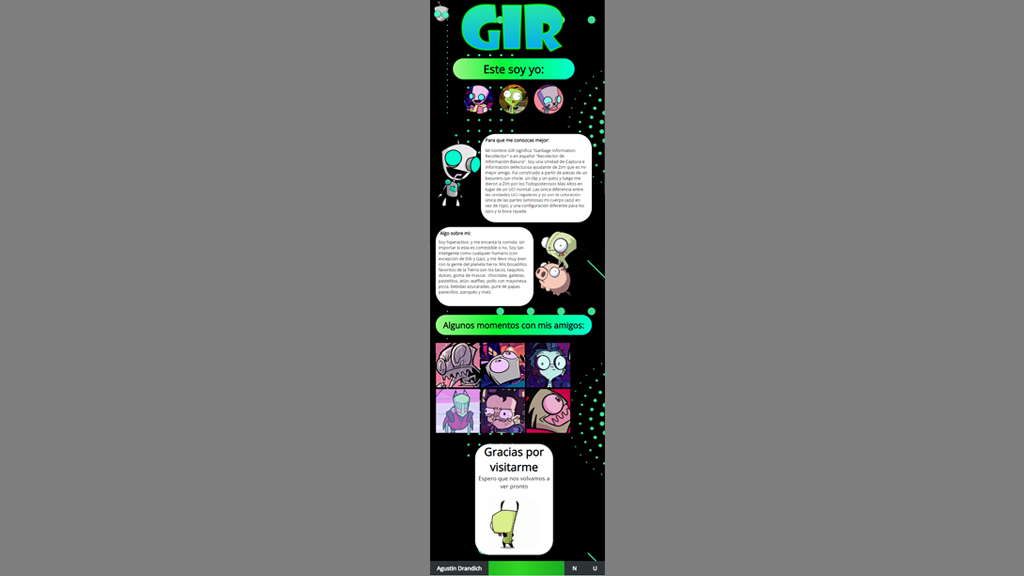 GIR
Este soy yo:
Para que me conozcas mejor:
Mi nombre GIR significa "Garbage Information
Recollector" o en español "Recolector de
Información Basura". Soy una Unidad de Captura e
Información defectuosa ayudante de Zim que es mi
mejor amigo. Fui construido a partir de piezas de un
basurero (un chicle, un clip y un palo) y luego me
dieron a Zim por los Todopoderosos Más Altos en
lugar de un UCI normal. Las única diferencia entre
las unidades UCI regulares y yo son la coloración
única de las partes luminosas mi cuerpo (azul en
vez de rojo), y una configuración diferente para los
ojos y la boca rayada.
Algo sobre mi:
Soy hiperactivo, y me encanta la comida, sin
importar si esta es comestible o no. Soy tan
inteligente como cualquier humano (con
excepción de Dib y Gaz), y me llevo muy bien
con la gente del planeta tierra. Mis bocadillos
favoritos de la Tierra son los tacos, taquitos,
dulces, goma de mascar, chocolate, galletas,
pastelitos, atún, waffles, pollo con mayonesa,
pizza, bebidas azucaradas, puré de papas,
panecillos, panqués y maíz.
Algunos momentos con mis amigos:
Gracias por
visitarme
Espero que nos volvamos a
ver pronto
Agustin Drandich N U